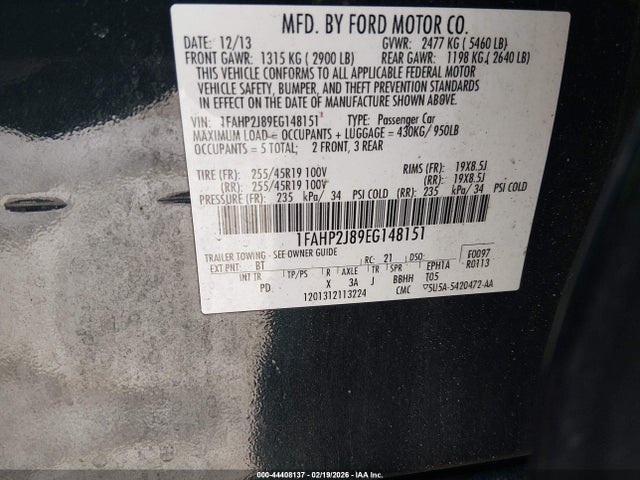 MFD. BY FORD MOTOR CO.
DATE: 12/13 GVWR: 2477 KG ( 5460 LB)
FRONT GAWR: 1315 KG ( 2900 LB) REAR GAWR: 1198 KG ( 2640 LB)
THIS VEHICLE CONFORMS TO ALL APPLICABLE FEDERAL MOTOR
VEHICLE SAFETY, BUMPER, AND THEFT PREVENTION STANDARDS
IN EFFECT ON THE DATE OF MANUFACTURE SHOWN ABOVE.
VIN: 1FAHP2J89EG148151 TYPE: Passenger Car
MAXIMUM LOAD = OCCUPANTS + LUGGAGE = 430KG/ 950LB
OCCUPANTS = 5 TOTAL; 2 FRONT, 3 REAR
TIRE (FR): 255/45R19 100V RIMS (FR): 19X8.5J
(RR): 255/45R19 100V (RR): 19X8.5J
PRESSURE (FR): 235 kPa/ 34 PSI COLD (RR): 235 kPa/ 34 PSI COLD
1FAHP2J89EG148151
TRAILER TOWING -- SEE OWNER GUIDE F0097
EXT PNT: BT RC: 21 DSO: R0113
INT TR TP/PS R AXLE TR SPR EPH1A
PD X 3A J BBHH T05
1201312113224 CMC ▽5U5A-5420472-AA
000-44408137 - 02/19/2026 - IAA Corp.